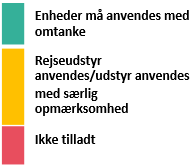 Enheder må anvendes med
omtanke
Rejseudstyr
anvendes/udstyr anvendes
med særlig
opmærksomhed
Ikke tilladt